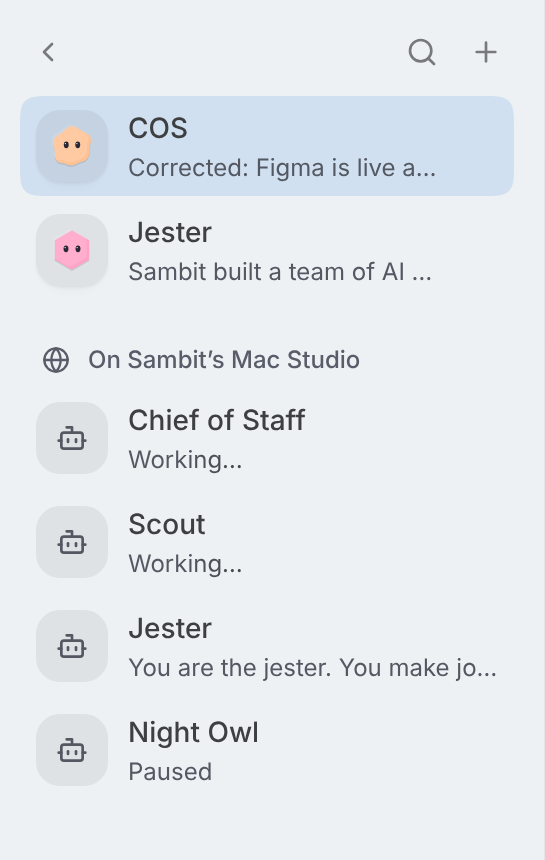 COS
Corrected: Figma is live a...
Jester
Sambit built a team of AI ...
On Sambit’s Mac Studio
Chief of Staff
Working...
Scout
Working...
Jester
You are the jester. You make jo...
Night Owl
Paused